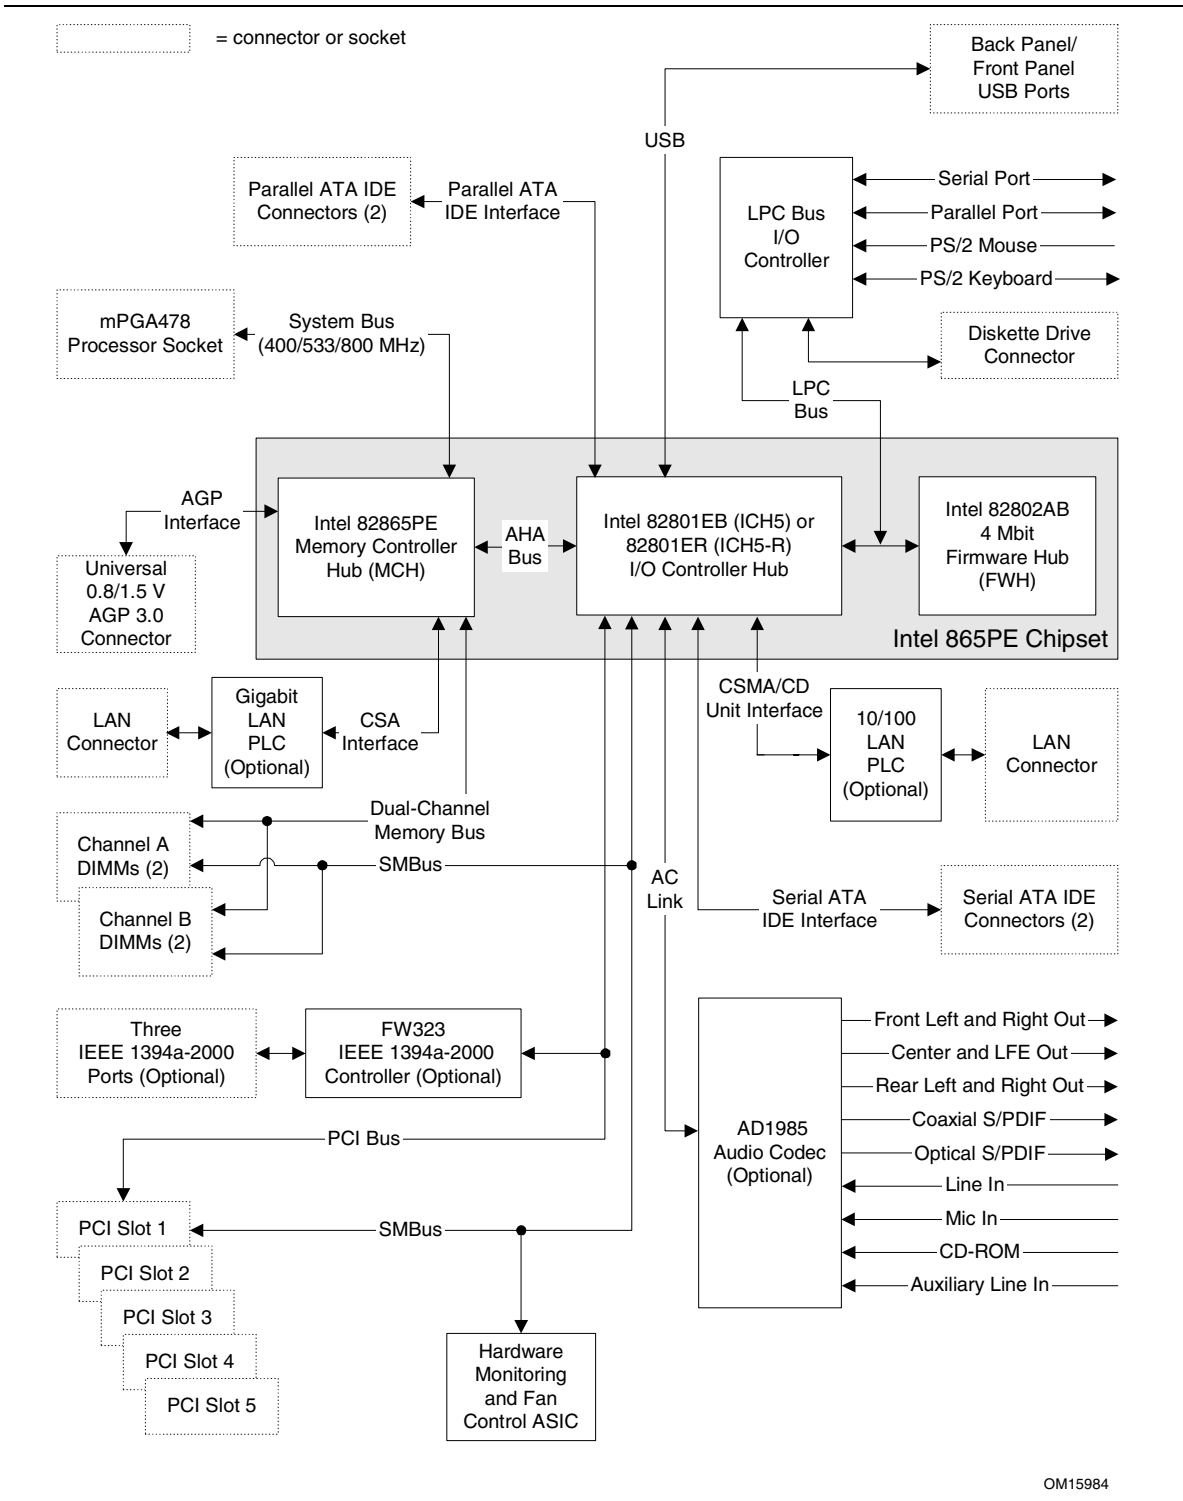 = connector or socket
Back Panel/
Front Panel
USB Ports
USB
Parallel ATA IDE
Connectors (2)
Parallel ATA
IDE Interface
LPC Bus
I/O
Controller
Serial Port
Parallel Port
PS/2 Mouse
PS/2 Keyboard
mPGA478
Processor Socket
System Bus
(400/533/800 MHz)
Diskette Drive
Connector
LPC
Bus
AGP
Interface
Intel 82865PE
Memory Controller
Hub (MCH)
AHA
Bus
Intel 82801EB (ICH5) or
82801ER (ICH5-R)
I/O Controller Hub
Intel 82802AB
4 Mbit
Firmware Hub
(FWH)
Universal
0.8/1.5 V
AGP 3.0
Connector
Intel 865PE Chipset
LAN
Connector
Gigabit
LAN
PLC
(Optional)
CSA
Interface
CSMA/CD
Unit Interface
10/100
LAN
PLC
(Optional)
LAN
Connector
Dual-Channel
Memory Bus
Channel A
DIMMs (2)
SMBus
Channel B
DIMMs (2)
AC
Link
Serial ATA
IDE Interface
Serial ATA IDE
Connectors (2)
Three
IEEE 1394a-2000
Ports (Optional)
FW323
IEEE 1394a-2000
Controller (Optional)
PCI Bus
AD1985
Audio Codec
(Optional)
Front Left and Right Out
Center and LFE Out
Rear Left and Right Out
Coaxial S/PDIF
Optical S/PDIF
Line In
Mic In
CD-ROM
Auxiliary Line In
PCI Slot 1
SMBus
PCI Slot 2
PCI Slot 3
PCI Slot 4
PCI Slot 5
Hardware
Monitoring
and Fan
Control ASIC
OM15984